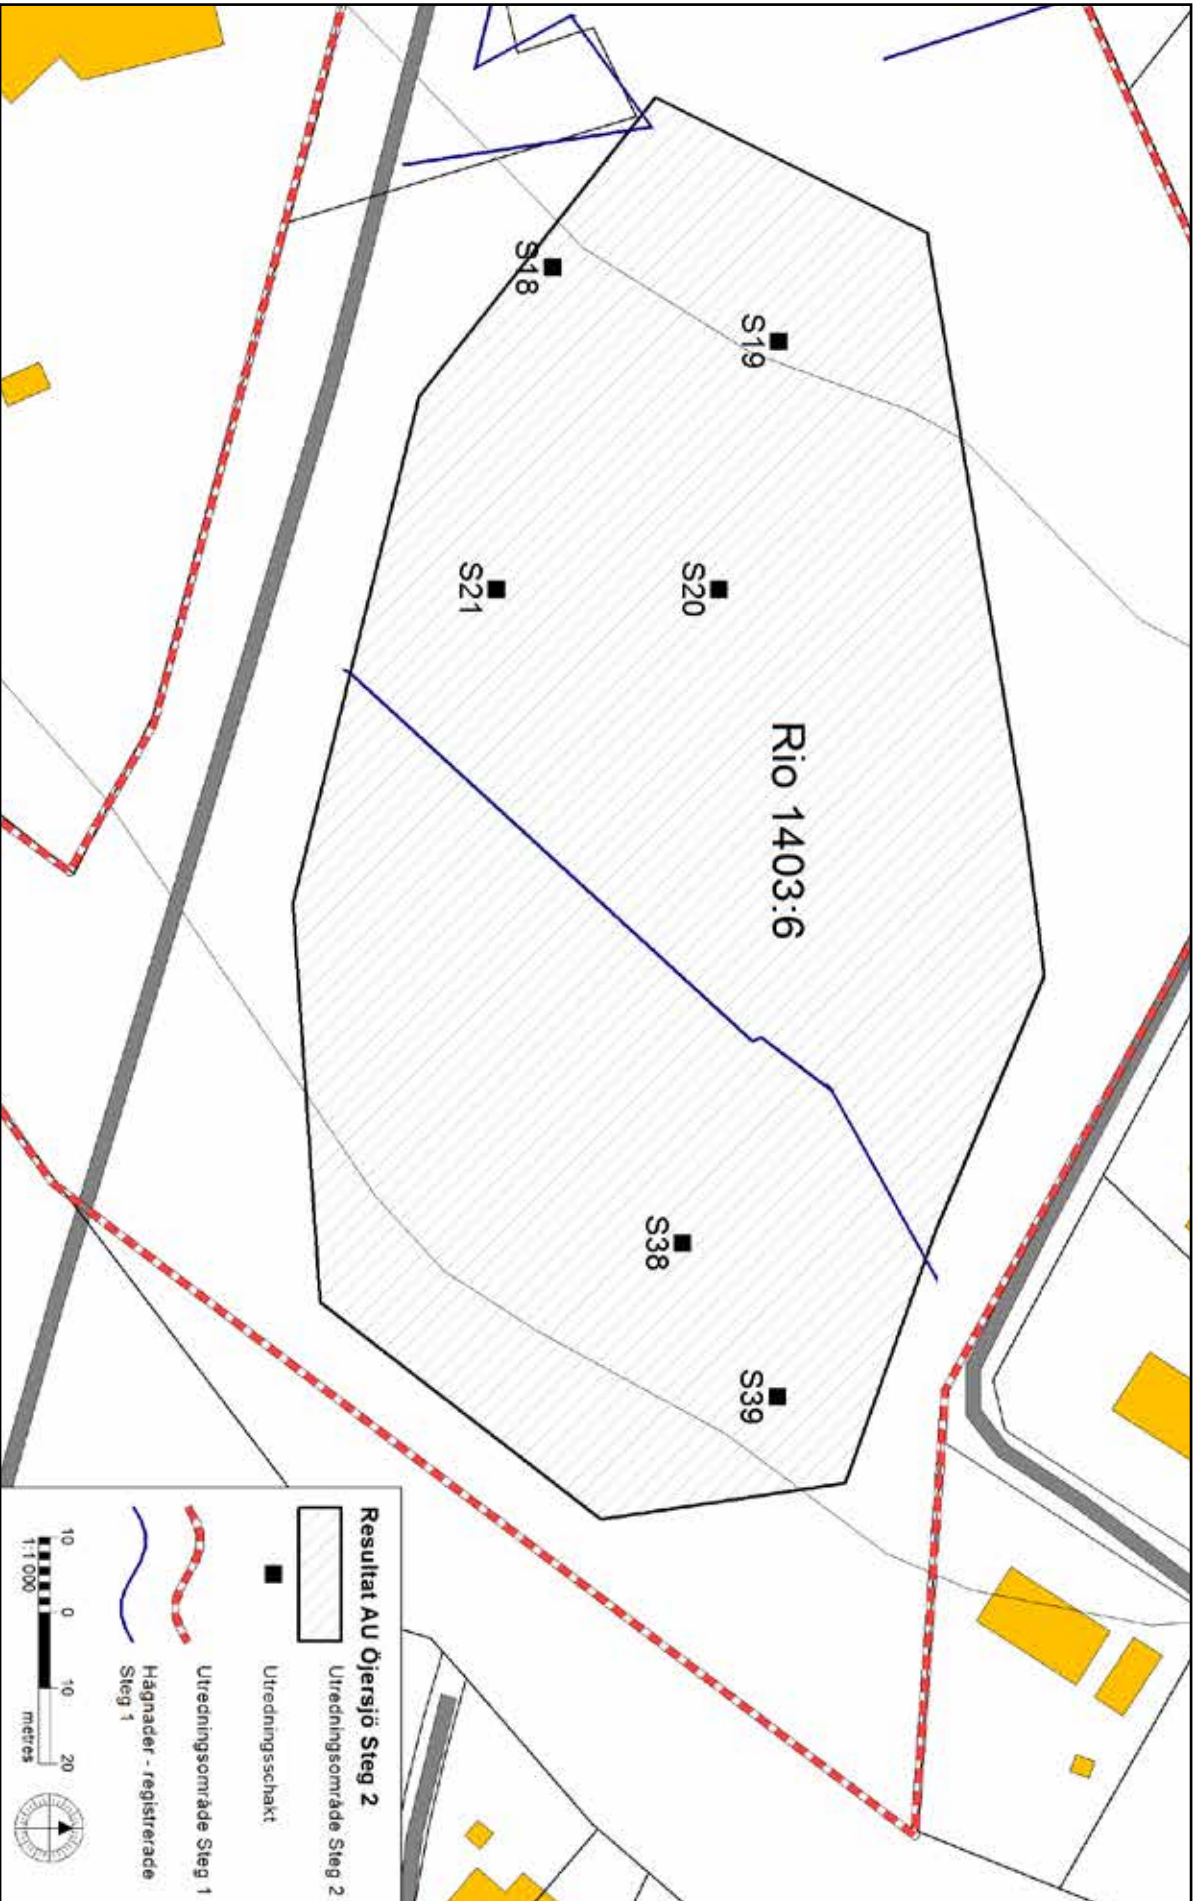 S18
S19
S21
S20
Rio 1403:6
S38
S39
Resultat AU Öjersjö Steg 2
Utredningsområde Steg 2
Utredningsschakt
Utredningsområde Steg 1
Hägnader - registrerade
Steg 1
10 0 10 20
1:1 000
metres